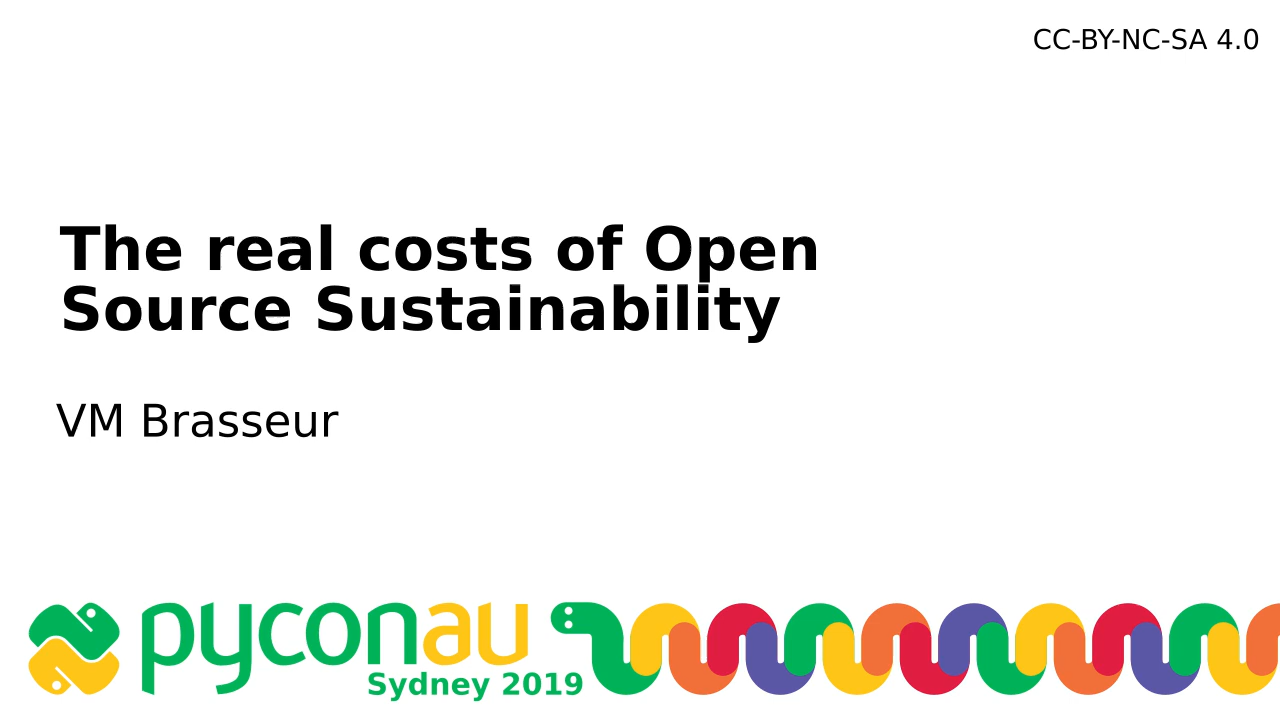 CC-BY-NC-SA 4.0
The real costs of Open
Source Sustainability
VM Brasseur
pyconau
Sydney 2019